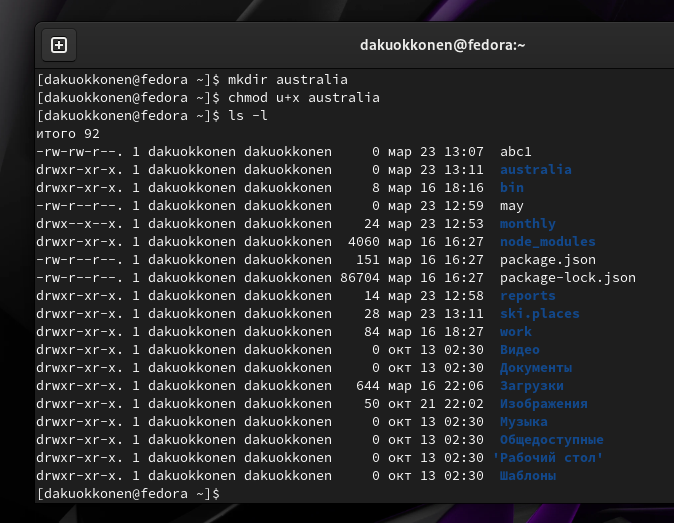 dakuokkonen@fedora:~
[dakuokkonen@fedora ~]$ mkdir australia
[dakuokkonen@fedora ~]$ chmod u+x australia
[dakuokkonen@fedora ~]$ ls -l
итого 92
-rw-rw-r--. 1 dakuokkonen dakuokkonen     0 мар 23 13:07  abc1
drwxr-xr-x. 1 dakuokkonen dakuokkonen     0 мар 23 13:11  australia
drwxr-xr-x. 1 dakuokkonen dakuokkonen     8 мар 16 18:16  bin
-rw-r--r--. 1 dakuokkonen dakuokkonen     0 мар 23 12:59  may
drwx--x--x. 1 dakuokkonen dakuokkonen    24 мар 23 12:53  monthly
drwxr-xr-x. 1 dakuokkonen dakuokkonen  4060 мар 16 16:27  node_modules
-rw-r--r--. 1 dakuokkonen dakuokkonen   151 мар 16 16:27  package.json
-rw-r--r--. 1 dakuokkonen dakuokkonen 86704 мар 16 16:27  package-lock.json
drwxr-xr-x. 1 dakuokkonen dakuokkonen    14 мар 23 12:58  reports
drwxr-xr-x. 1 dakuokkonen dakuokkonen    28 мар 23 13:11  ski.places
drwxr-xr-x. 1 dakuokkonen dakuokkonen    84 мар 16 18:27  work
drwxr-xr-x. 1 dakuokkonen dakuokkonen     0 окт 13 02:30  Видео
drwxr-xr-x. 1 dakuokkonen dakuokkonen     0 окт 13 02:30  Документы
drwxr-xr-x. 1 dakuokkonen dakuokkonen   644 мар 16 22:06  Загрузки
drwxr-xr-x. 1 dakuokkonen dakuokkonen    50 окт 21 22:02  Изображения
drwxr-xr-x. 1 dakuokkonen dakuokkonen     0 окт 13 02:30  Музыка
drwxr-xr-x. 1 dakuokkonen dakuokkonen     0 окт 13 02:30  Общедоступные
drwxr-xr-x. 1 dakuokkonen dakuokkonen     0 окт 13 02:30 'Рабочий стол'
drwxr-xr-x. 1 dakuokkonen dakuokkonen     0 окт 13 02:30  Шаблоны
[dakuokkonen@fedora ~]$